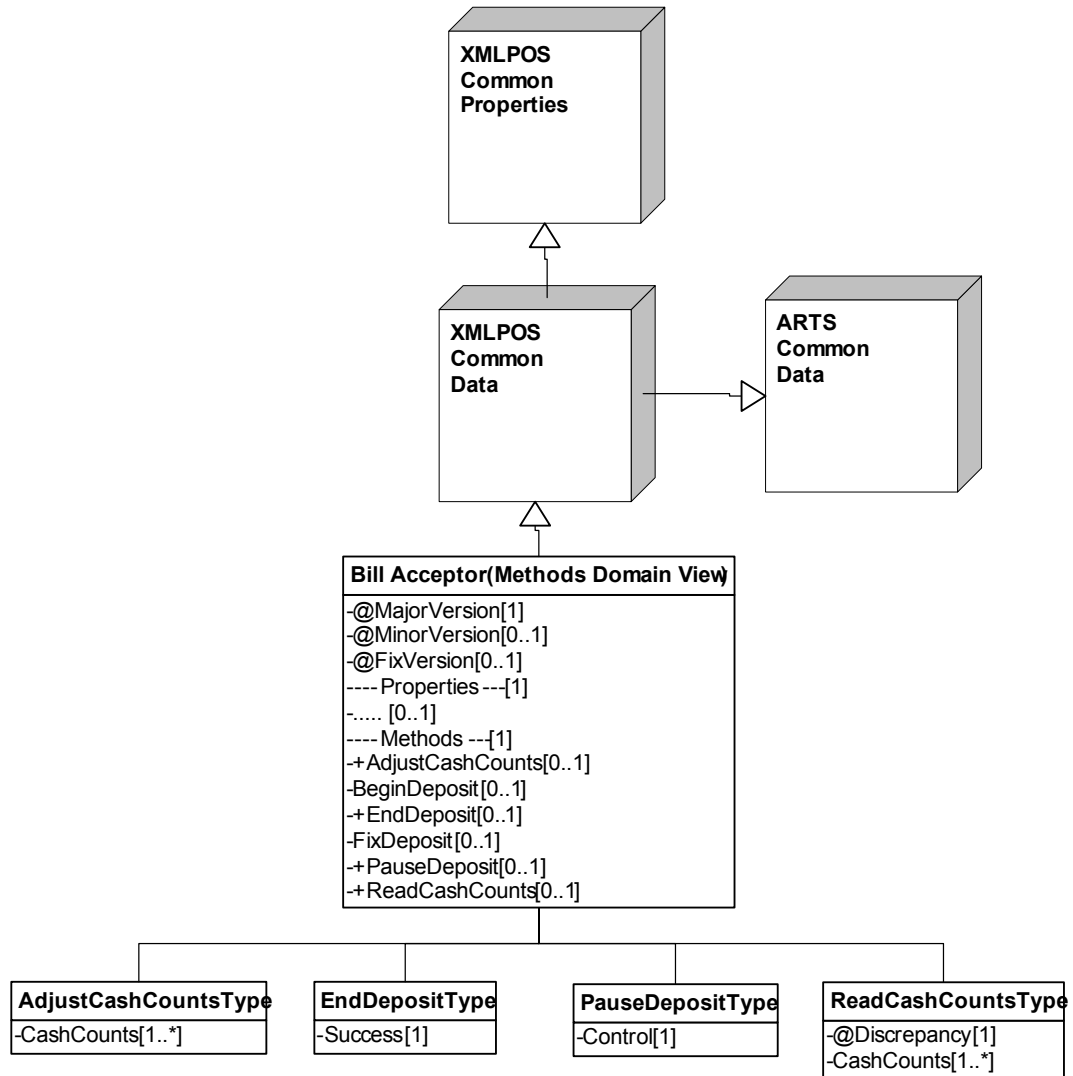 XMLPOS
Common
Properties
XMLPOS
Common
Data
ARTS
Common
Data
Bill Acceptor(Methods Domain View)
-@MajorVersion[1]
-@MinorVersion[0..1]
-@FixVersion[0..1]
---- Properties ---[1]
-..... [0..1]
---- Methods ---[1]
-+AdjustCashCounts[0..1]
-BeginDeposit[0..1]
-+EndDeposit[0..1]
-FixDeposit[0..1]
-+PauseDeposit[0..1]
-+ReadCashCounts[0..1]
AdjustCashCountsType
-CashCounts[1..*]
EndDepositType
-Success[1]
PauseDepositType
-Control[1]
ReadCashCountsType
-@Discrepancy[1]
-CashCounts[1..*]